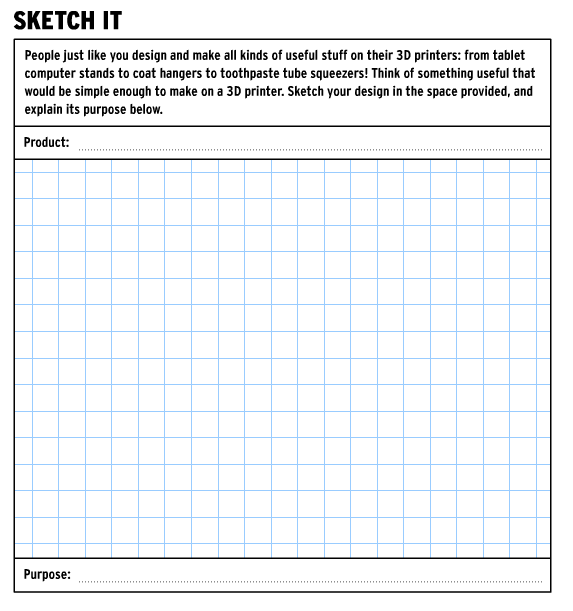 SKETCH IT
People just like you design and make all kinds of useful stuff on their 3D printers: from tablet
computer stands to coat hangers to toothpaste tube squeezers! Think of something useful that
would be simple enough to make on a 3D printer. Sketch your design in the space provided, and
explain its purpose below.
Product:
Purpose: